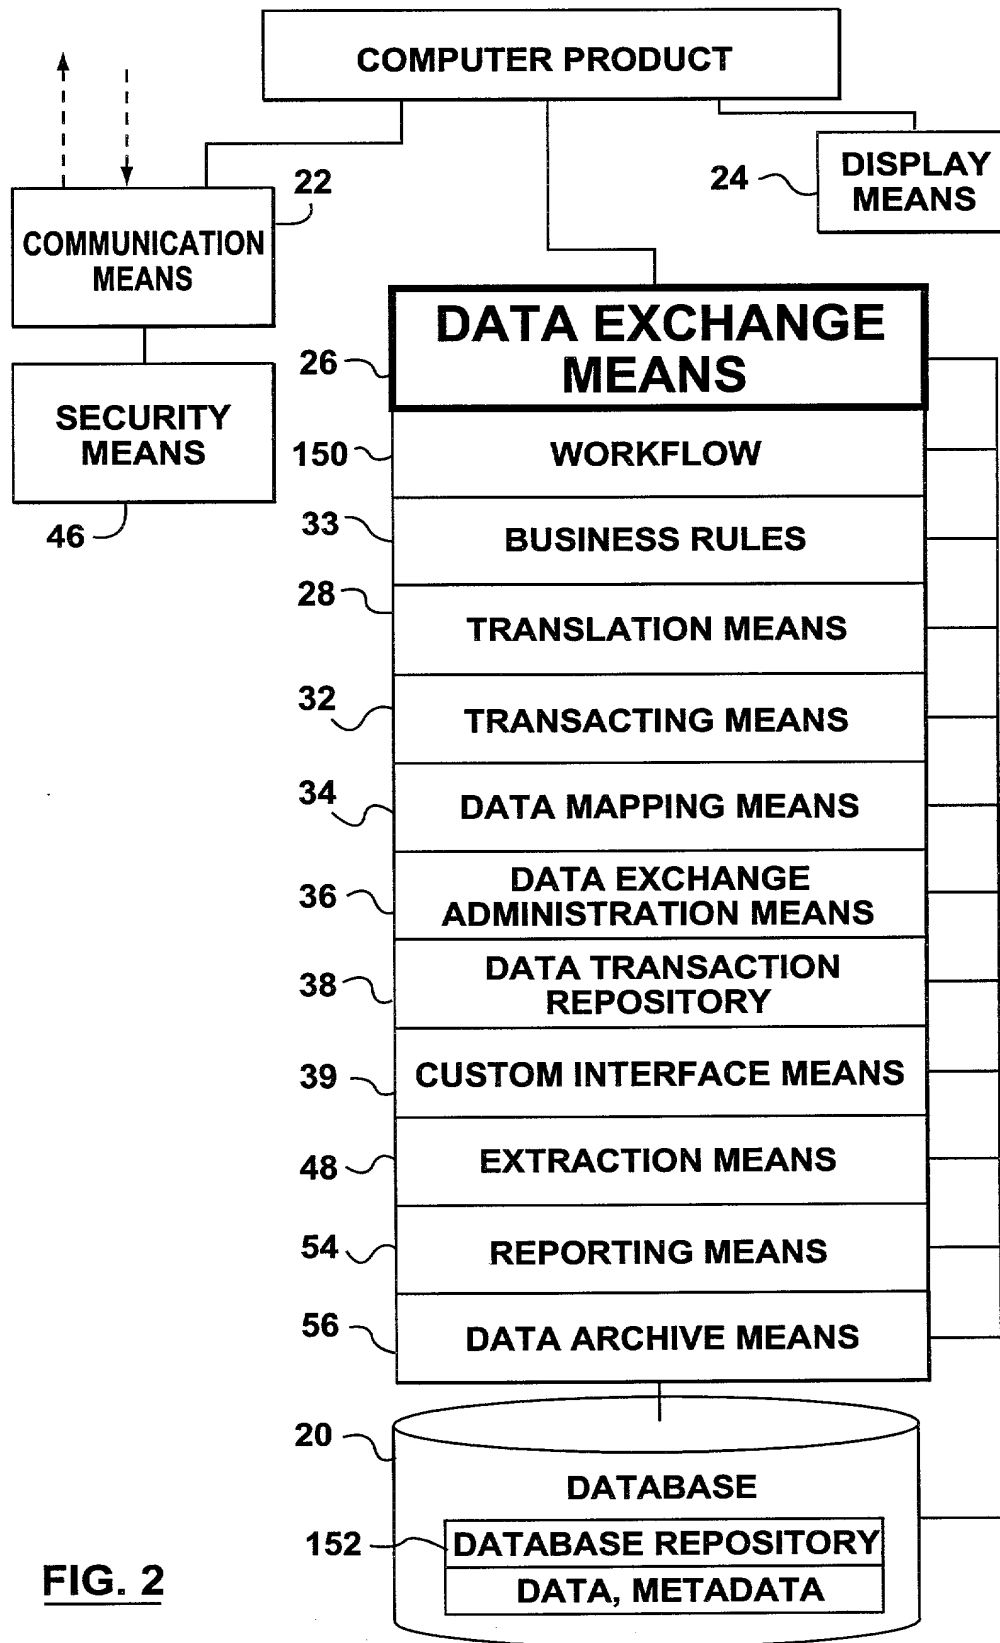 COMPUTER PRODUCT
24
DISPLAY
MEANS
22
COMMUNICATION
MEANS
26
DATA EXCHANGE
MEANS
SECURITY
MEANS
46
150
WORKFLOW
33
BUSINESS RULES
28
TRANSLATION MEANS
32
TRANSACTING MEANS
34
DATA MAPPING MEANS
36
DATA EXCHANGE
ADMINISTRATION MEANS
38
DATA TRANSACTION
REPOSITORY
39
CUSTOM INTERFACE MEANS
48
EXTRACTION MEANS
54
REPORTING MEANS
56
DATA ARCHIVE MEANS
20
DATABASE
152
DATABASE REPOSITORY
DATA, METADATA
FIG. 2